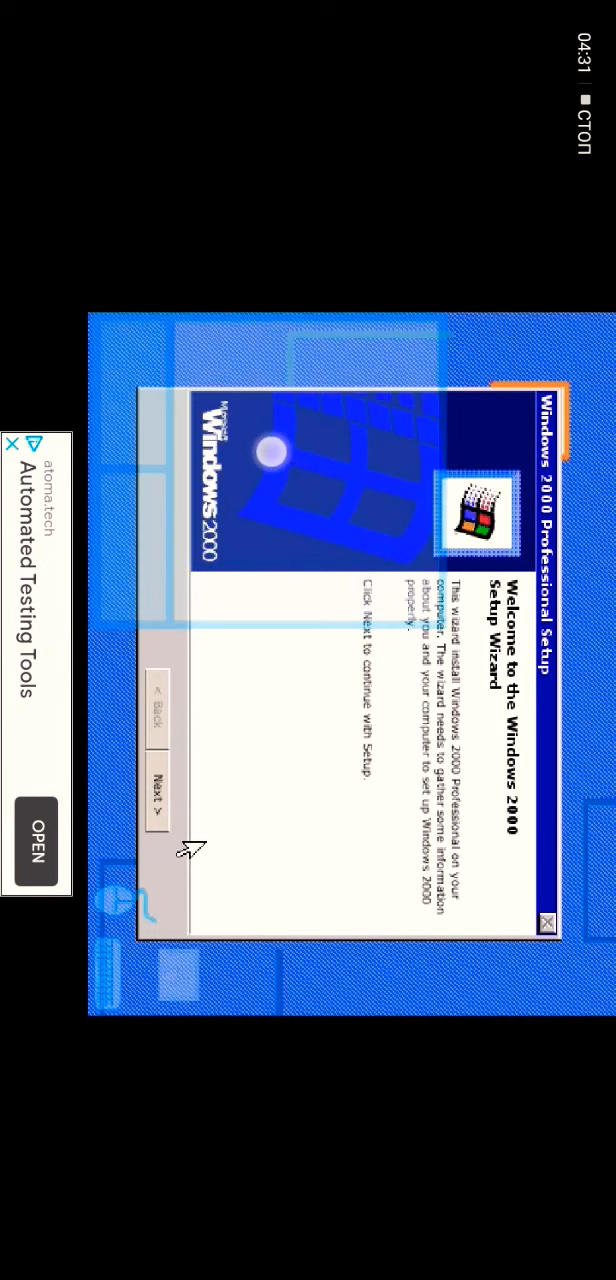 04:31
СТОП
Windows 2000 Professional Setup
Welcome to the Windows 2000
Setup Wizard
This wizard install Windows 2000 Professional on your
computer. The wizard needs to gather some information
about you and your computer to set up Windows 2000
properly.
Click Next to continue with Setup.
Microsoft
Windows 2000
< Back
Next >
atoma.tech
Automated Testing Tools
OPEN